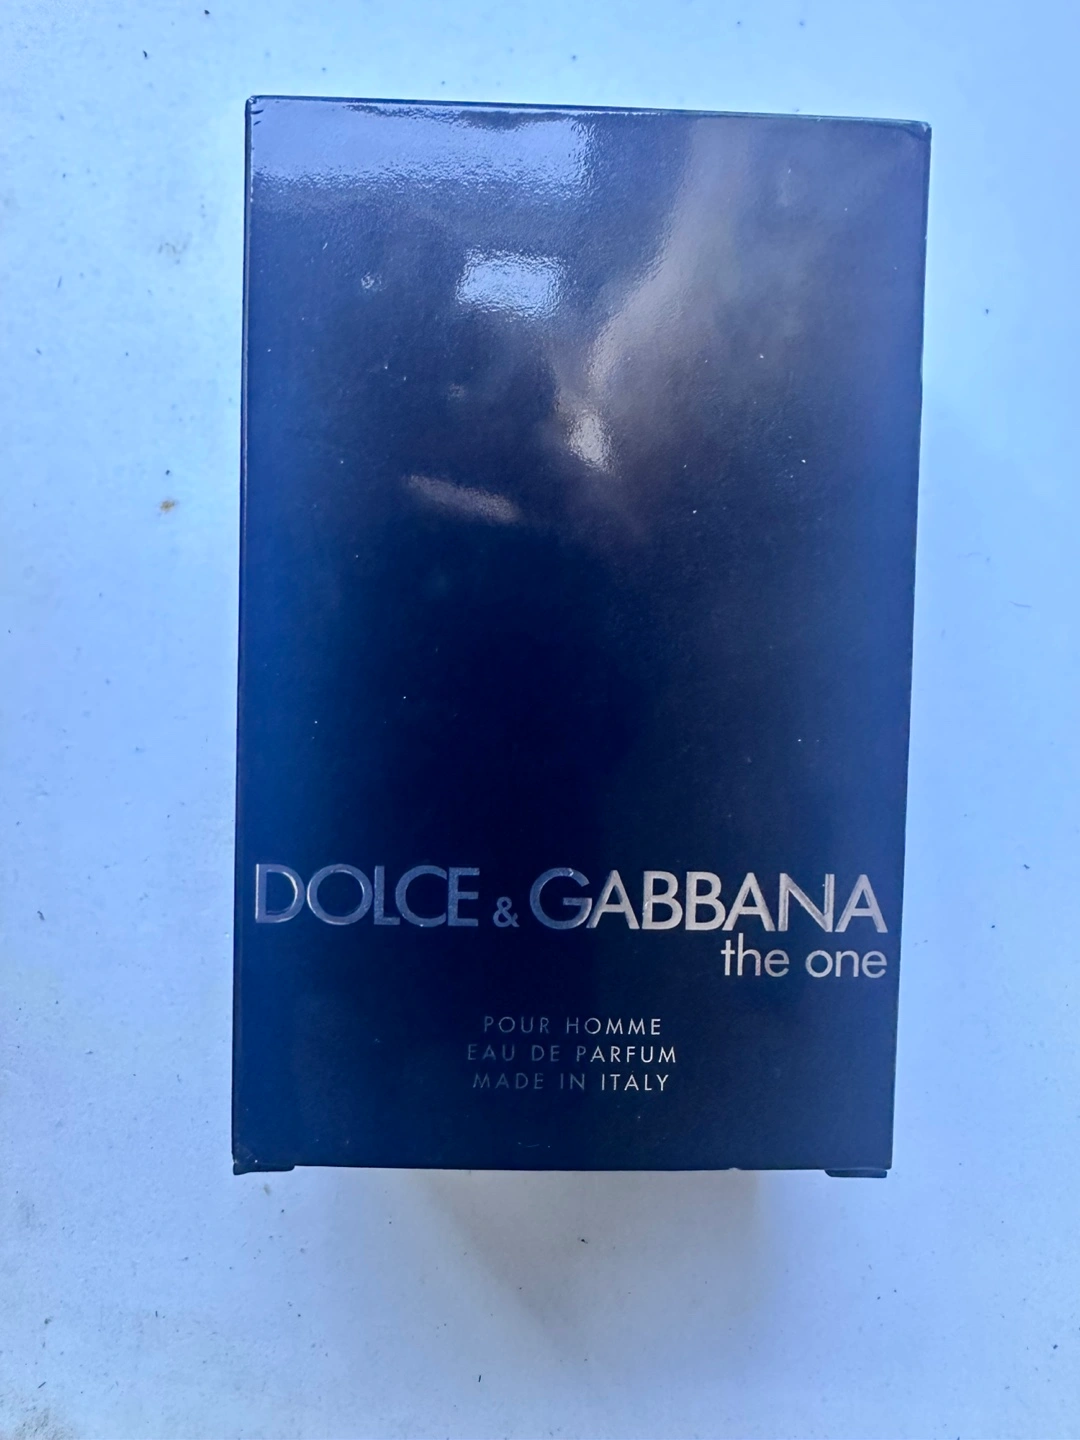 DOLCE & GABBANA
the one
POUR HOMME
EAU DE PARFUM
MADE IN ITALY